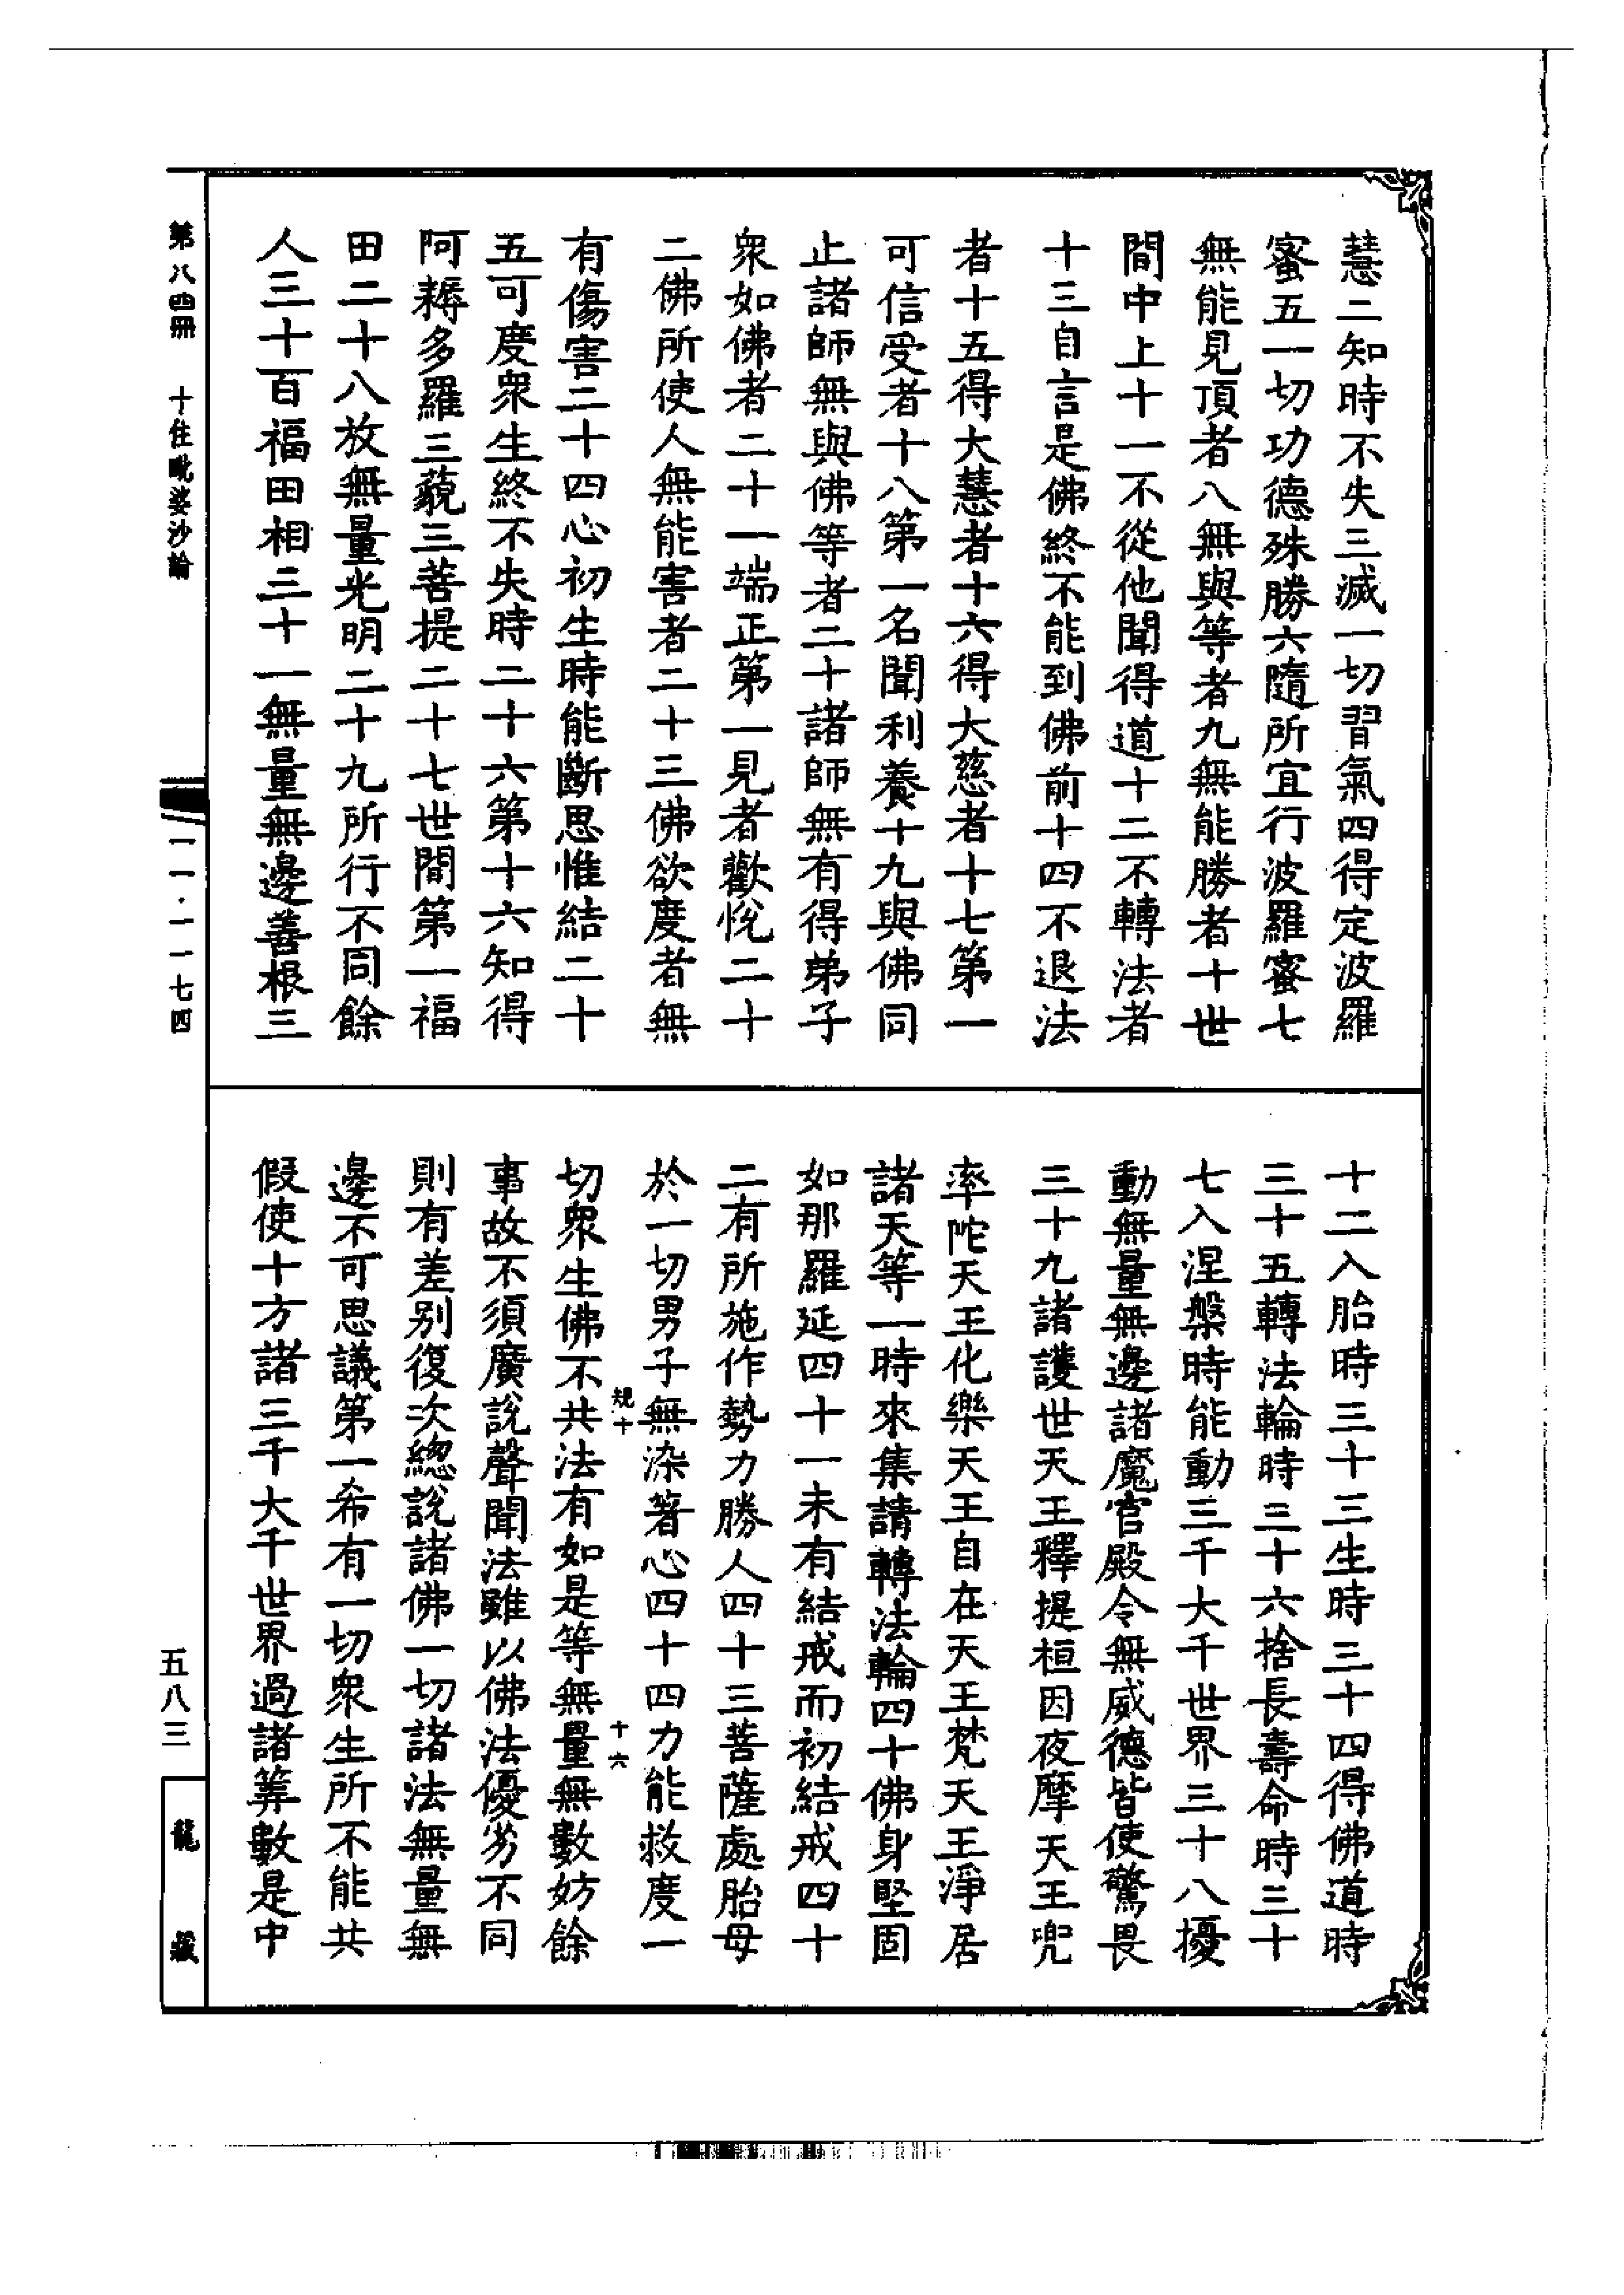 慧二知時不失三滅一切習氣四得定波羅
蜜五一切功德殊勝六隨所宜行波羅蜜七
無能見頂者八無與等者九無能勝者十世
間中上十一不從他聞得道十二不轉法者
十三自言是佛終不能到佛前十四不退法
者十五得大慧者十六得大慈者十七第一
可信受者十八第一名聞利養十九與佛同
止諸師無與佛等者二十諸師無有得弟子
衆如佛者二十一端正第一見者歡悅二十
二佛所使人無能害者二十三佛欲度者無
有傷害二十四心初生時能斷思惟結二十
五可度衆生終不失時二十六第十六知得
阿耨多羅三藐三菩提二十七世間第一福
田二十八放無量光明二十九所行不同餘
人三十百福田相三十一無量無邊善根三
十二入胎時三十三生時三十四得佛道時
三十五轉法輪時三十六捨長壽命時三十
七入涅槃時能動三千大千世界三十八擾
動無量無邊諸魔官殿令無威德皆使驚畏
三十九諸護世天王釋提桓因夜摩天王兜
率陀天王化樂天王自在天王梵天王淨居
諸天等一時來集請轉法輪四十佛身堅固
如那羅延四十一未有結戒而初結戒四十
二有所施作勢力勝人四十三菩薩處胎母
於一切男子無染著心四十四力能救度一
規十
十六
切衆生佛不共法有如是等無量無數妨餘
事故不須廣說聲聞法雖以佛法優劣不同
則有差別復次總說諸佛一切諸法無量無
邊不可思議第一希有一切衆生所不能共
假使十方諸三千大千世界過諸筭數是中
第八四冊 十住毗婆沙論
一一·一一七四
五八三
龍藏